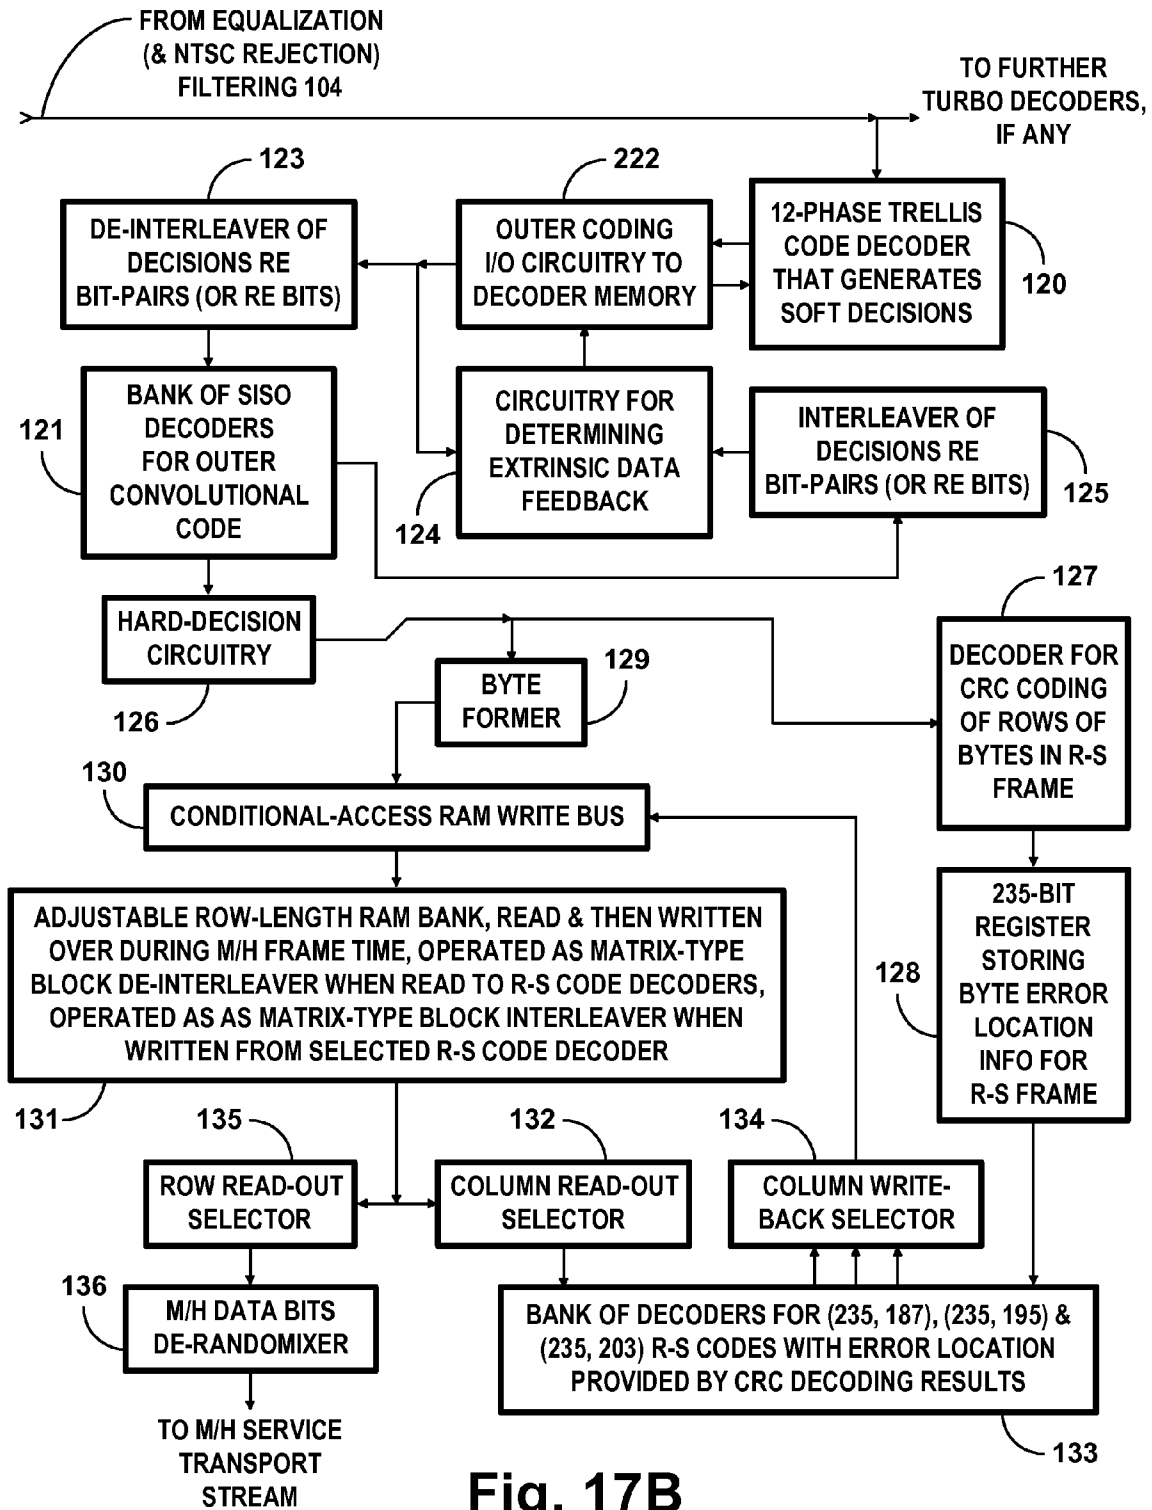 FROM EQUALIZATION
(& NTSC REJECTION)
FILTERING 104
TO FURTHER
TURBO DECODERS,
IF ANY
123
222
DE-INTERLEAVER OF
DECISIONS RE
BIT-PAIRS (OR RE BITS)
OUTER CODING
I/O CIRCUITRY TO
DECODER MEMORY
12-PHASE TRELLIS
CODE DECODER
THAT GENERATES
SOFT DECISIONS
120
121
BANK OF SISO
DECODERS
FOR OUTER
CONVOLUTIONAL
CODE
CIRCUITRY FOR
DETERMINING
EXTRINSIC DATA
FEEDBACK
124
INTERLEAVER OF
DECISIONS RE
BIT-PAIRS (OR RE BITS)
125
HARD-DECISION
CIRCUITRY
126
BYTE
FORMER
129
127
DECODER FOR
CRC CODING
OF ROWS OF
BYTES IN R-S
FRAME
130
CONDITIONAL-ACCESS RAM WRITE BUS
235-BIT
REGISTER
STORING
BYTE ERROR
LOCATION
INFO FOR
R-S FRAME
128
ADJUSTABLE ROW-LENGTH RAM BANK, READ & THEN WRITTEN
OVER DURING M/H FRAME TIME, OPERATED AS MATRIX-TYPE
BLOCK DE-INTERLEAVER WHEN READ TO R-S CODE DECODERS,
OPERATED AS AS MATRIX-TYPE BLOCK INTERLEAVER WHEN
WRITTEN FROM SELECTED R-S CODE DECODER
131
135
132
134
ROW READ-OUT
SELECTOR
COLUMN READ-OUT
SELECTOR
COLUMN WRITE-
BACK SELECTOR
136
M/H DATA BITS
DE-RANDOMIXER
BANK OF DECODERS FOR (235, 187), (235, 195) &
(235, 203) R-S CODES WITH ERROR LOCATION
PROVIDED BY CRC DECODING RESULTS
133
TO M/H SERVICE
TRANSPORT
STREAM
Fig. 17B